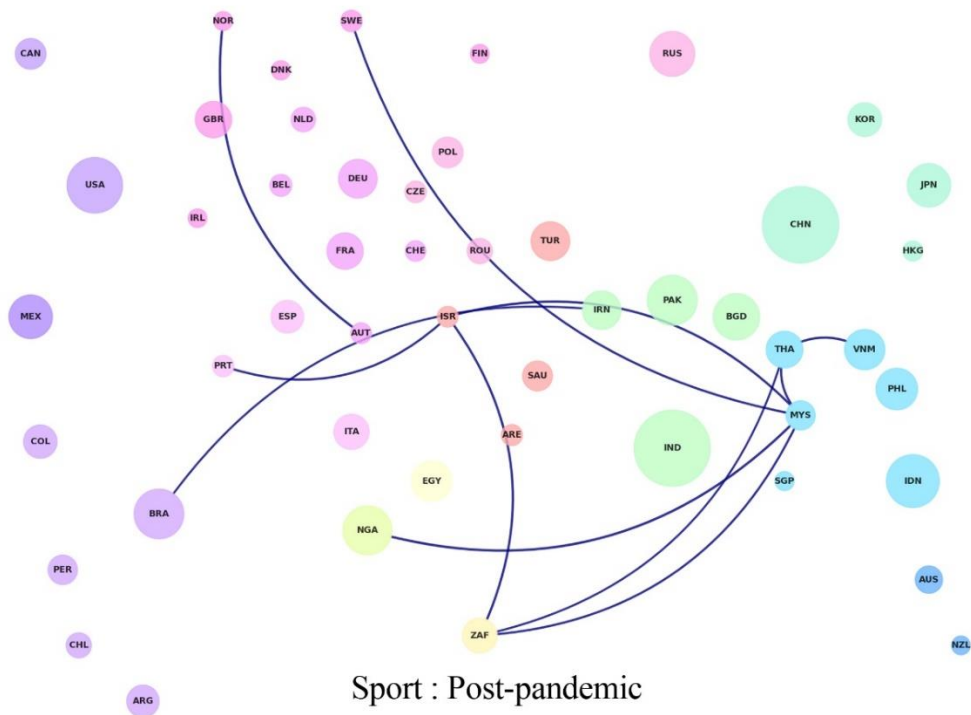 NOR
SWE
CAN
FIN
RUS
DNK
GBR
NLD
KOR
POL
USA
BEL
DEU
CZE
JPN
IRL
CHN
TUR
FRA
CHE
ROU
HKG
PAK
IRN
MEX
ESP
ISR
BGD
AUT
THA
VNM
PRT
SAU
PHL
MYS
COL
ITA
ARE
IND
EGY
SGP
IDN
BRA
NGA
PER
AUS
ZAF
CHL
NZL
ARG
Sport : Post-pandemic